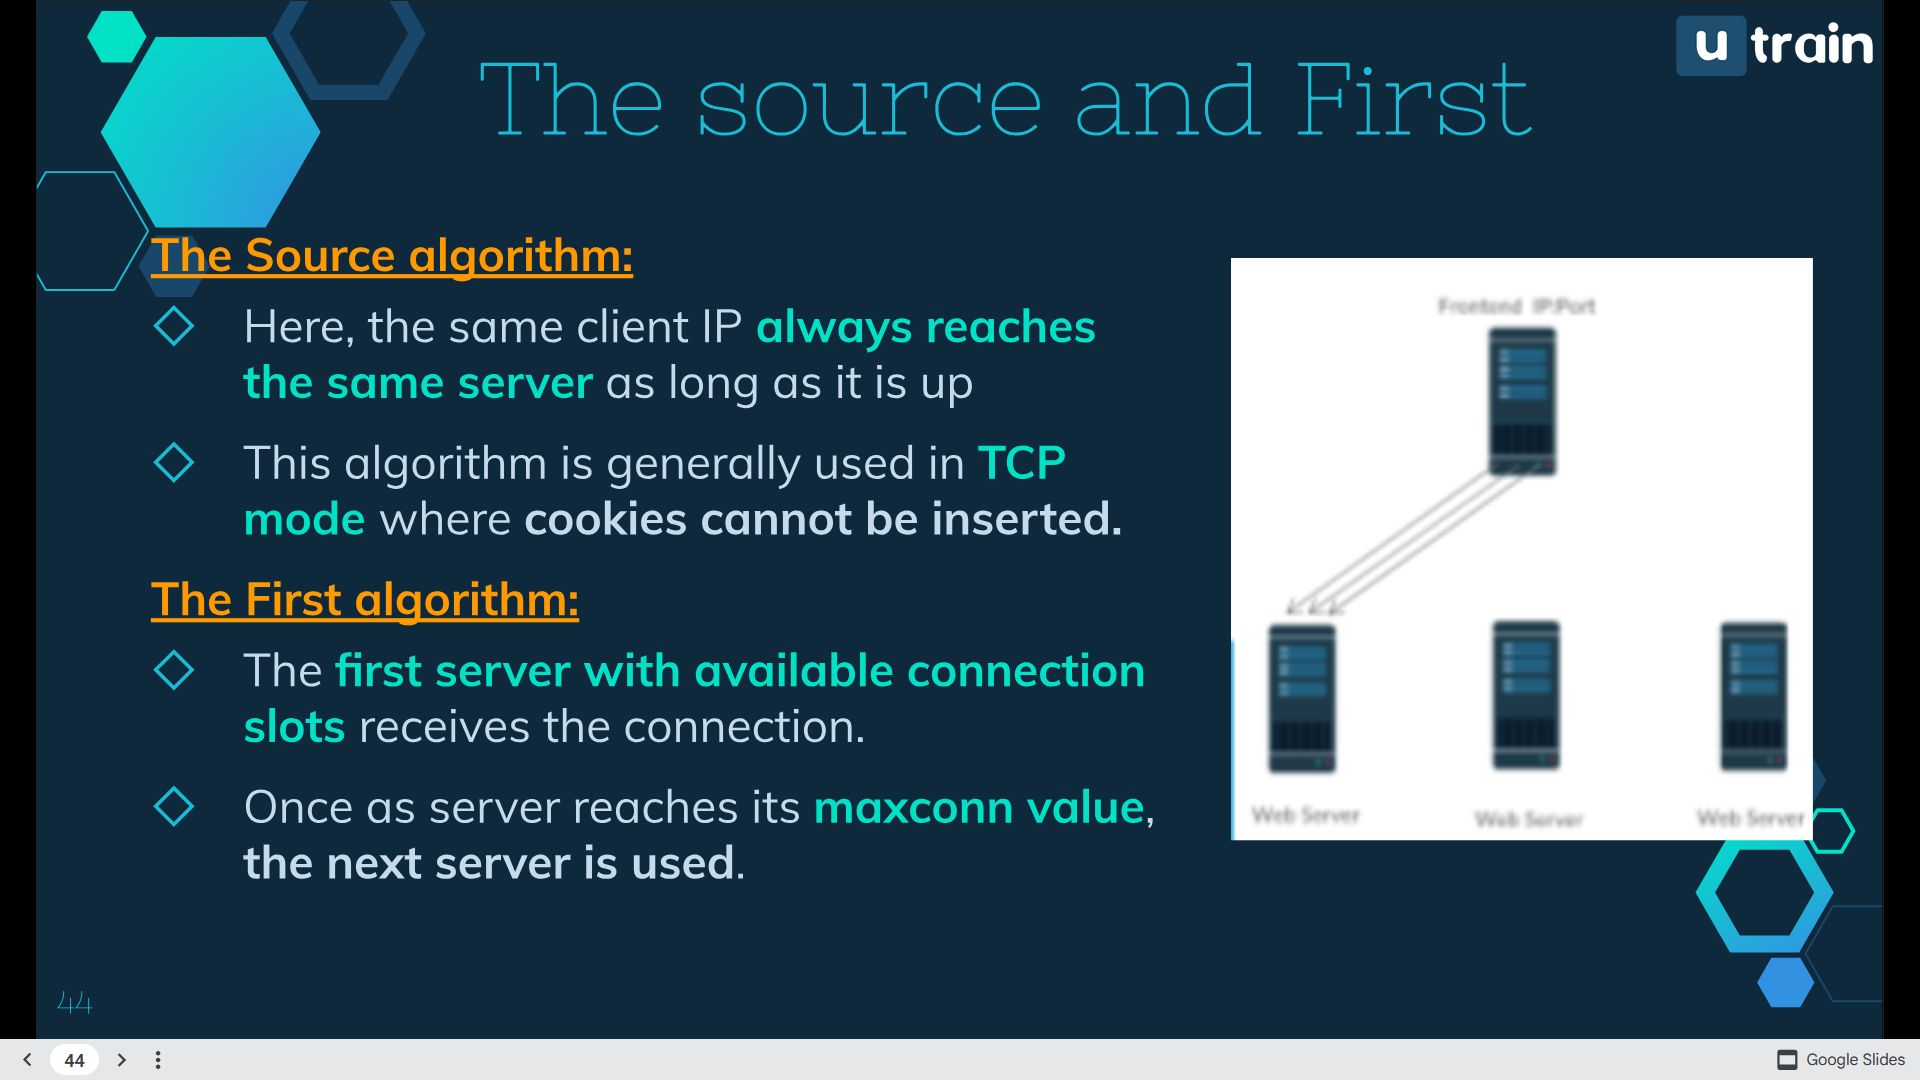 u train
The source and First
The Source algorithm:
Here, the same client IP always reaches
the same server as long as it is up
This algorithm is generally used in TCP
mode where cookies cannot be inserted.
The First algorithm:
The first server with available connection
slots receives the connection.
Once as server reaches its maxconn value,
the next server is used.
Frontend IP:Port
Web Server
Web Server
Web Server
44
44
Google Slides